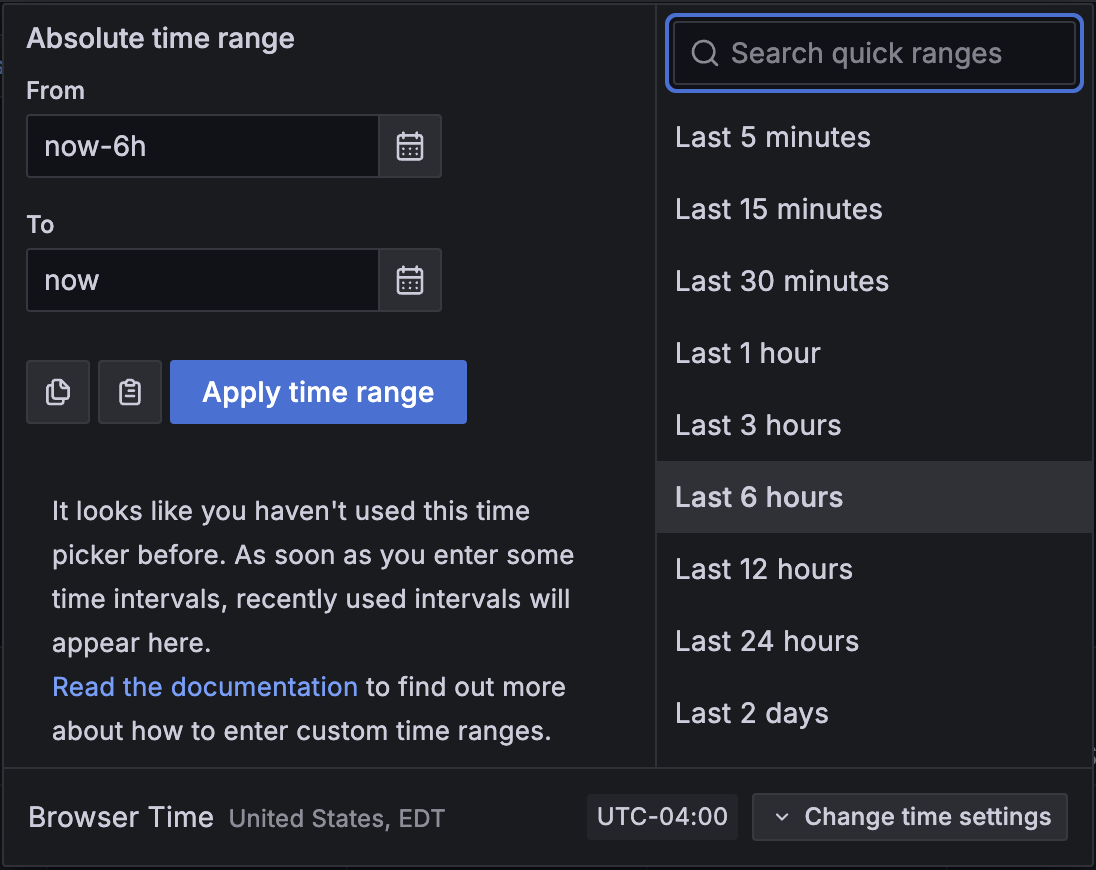 Absolute time range
From
now-6h
To
now
Apply time range
It looks like you haven't used this time
picker before. As soon as you enter some
time intervals, recently used intervals will
appear here.
Read the documentation to find out more
about how to enter custom time ranges.
Search quick ranges
Last 5 minutes
Last 15 minutes
Last 30 minutes
Last 1 hour
Last 3 hours
Last 6 hours
Last 12 hours
Last 24 hours
Last 2 days
Browser Time United States, EDT UTC-04:00 Change time settings